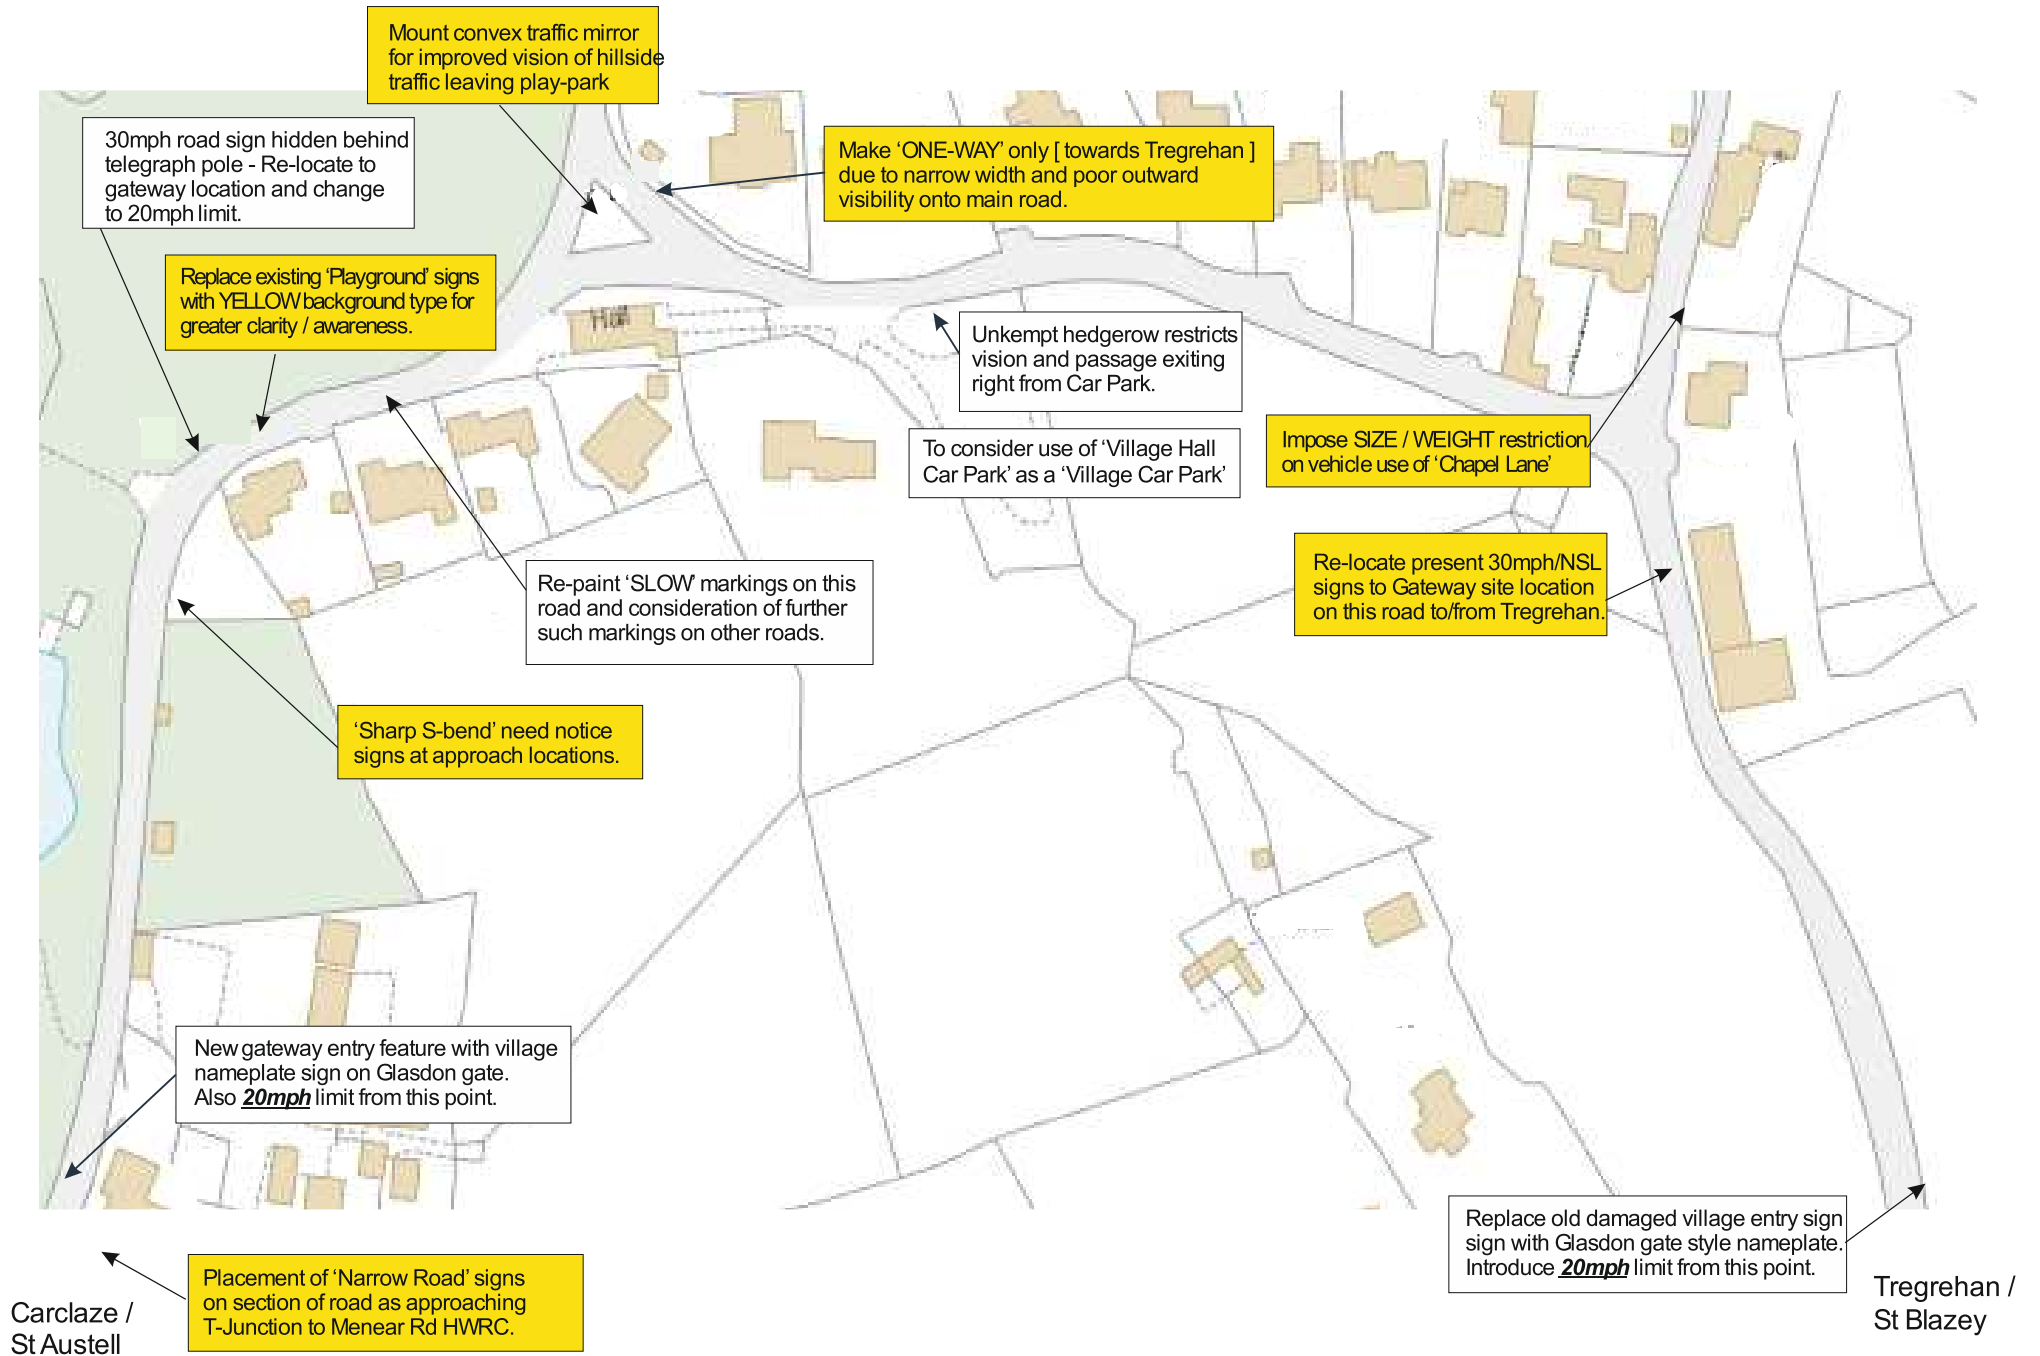 Mount convex traffic mirror
for improved vision of hillside
traffic leaving play-park
30mph road sign hidden behind
telegraph pole - Re-locate to
gateway location and change
to 20mph limit.
Make ‘ONE-WAY’ only [ towards Tregrehan ]
due to narrow width and poor outward
visibility onto main road.
Replace existing ‘Playground’ signs
with YELLOW background type for
greater clarity / awareness.
Hall
Unkempt hedgerow restricts
vision and passage exiting
right from Car Park.
To consider use of ‘Village Hall
Car Park’ as a ‘Village Car Park’
Impose SIZE / WEIGHT restriction
on vehicle use of ‘Chapel Lane’
Re-locate present 30mph/NSL
signs to Gateway site location
on this road to/from Tregrehan.
Re-paint ‘SLOW’ markings on this
road and consideration of further
such markings on other roads.
‘Sharp S-bend’ need notice
signs at approach locations.
New gateway entry feature with village
nameplate sign on Glasdon gate.
Also 20mph limit from this point.
Replace old damaged village entry sign
sign with Glasdon gate style nameplate.
Introduce 20mph limit from this point.
Placement of ‘Narrow Road’ signs
on section of road as approaching
T-Junction to Menear Rd HWRC.
Carclaze /
St Austell
Tregrehan /
St Blazey